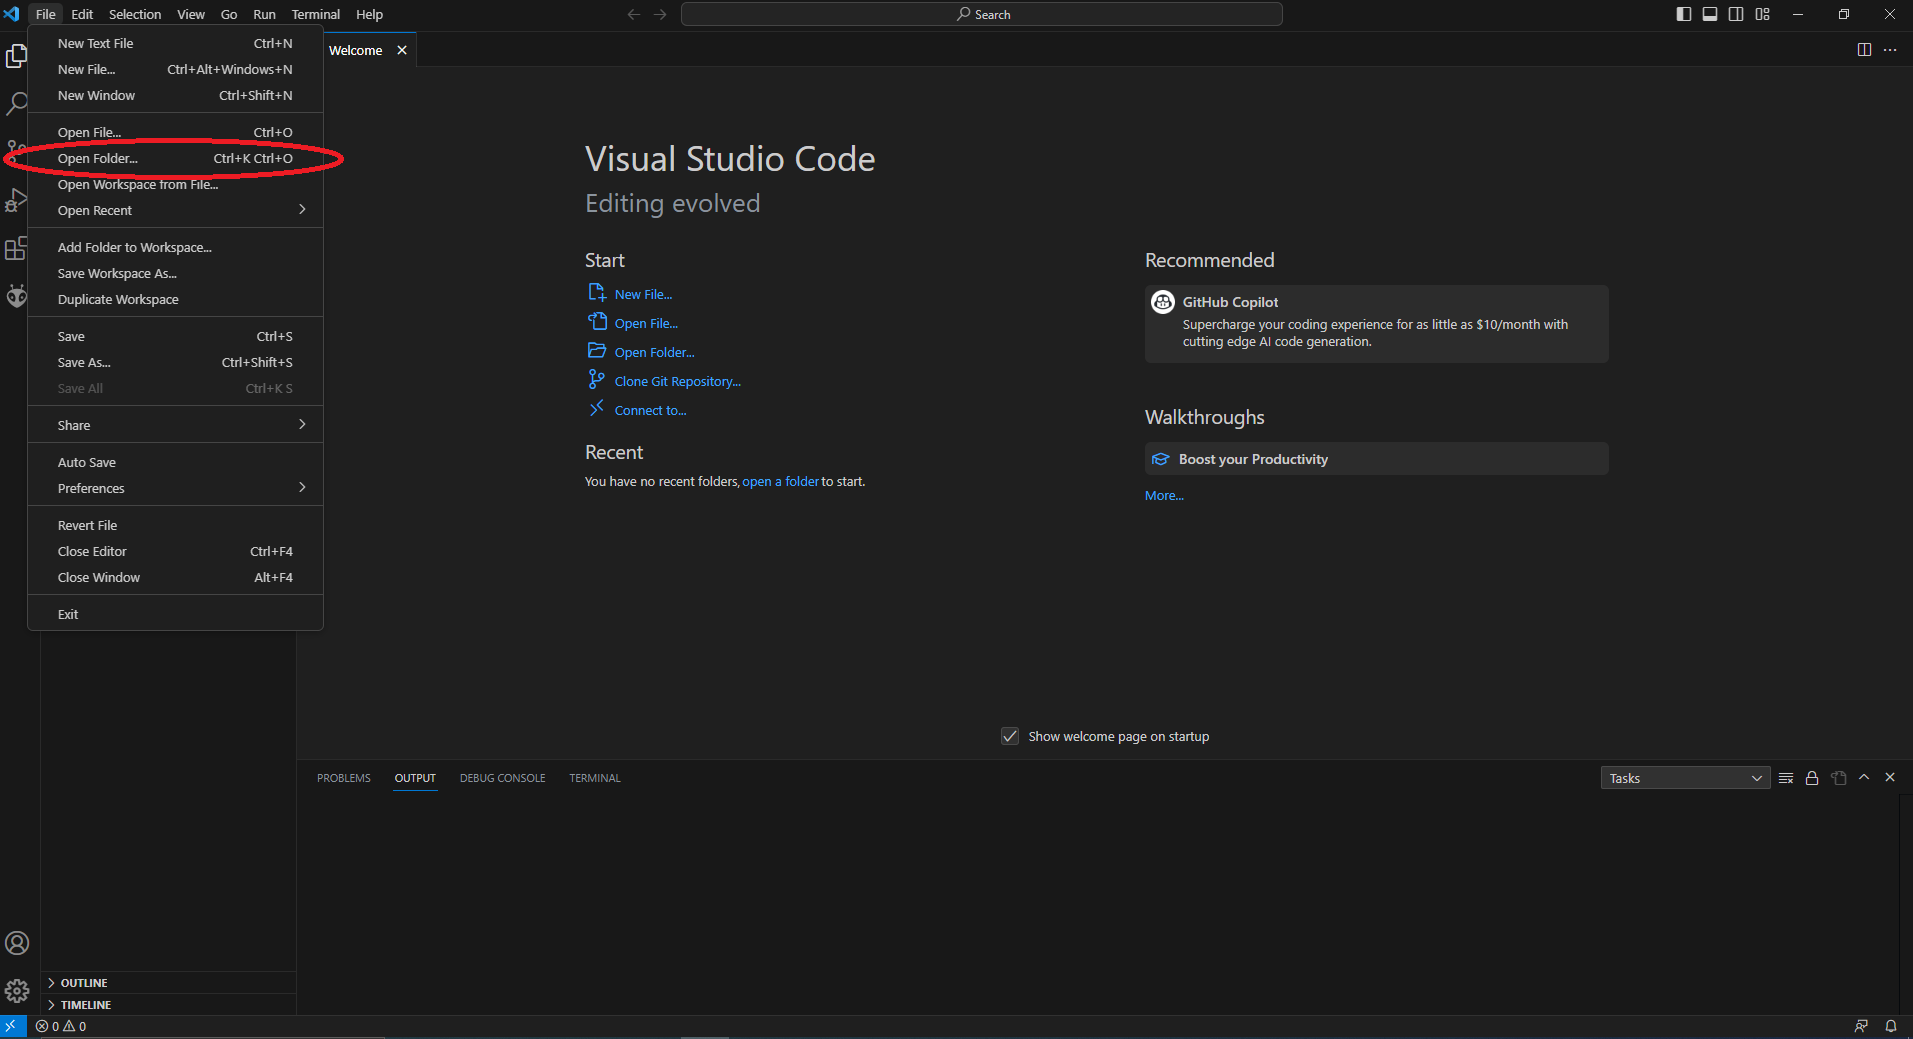 File Edit Selection View Go Run Terminal Help
Search
New Text File Ctrl+N
New File... Ctrl+Alt+Windows+N
New Window Ctrl+Shift+N
Open File... Ctrl+O
Open Folder... Ctrl+K Ctrl+O
Open Workspace from File...
Open Recent
Add Folder to Workspace...
Save Workspace As...
Duplicate Workspace
Save Ctrl+S
Save As... Ctrl+Shift+S
Save All Ctrl+K S
Share
Auto Save
Preferences
Revert File
Close Editor Ctrl+F4
Close Window Alt+F4
Exit
Welcome
Visual Studio Code
Editing evolved
Start
New File...
Open File...
Open Folder...
Clone Git Repository...
Connect to...
Recent
You have no recent folders, open a folder to start.
Recommended
GitHub Copilot
Supercharge your coding experience for as little as $10/month with
cutting edge AI code generation.
Walkthroughs
Boost your Productivity
More...
Show welcome page on startup
PROBLEMS OUTPUT DEBUG CONSOLE TERMINAL
Tasks
OUTLINE
TIMELINE
0 0